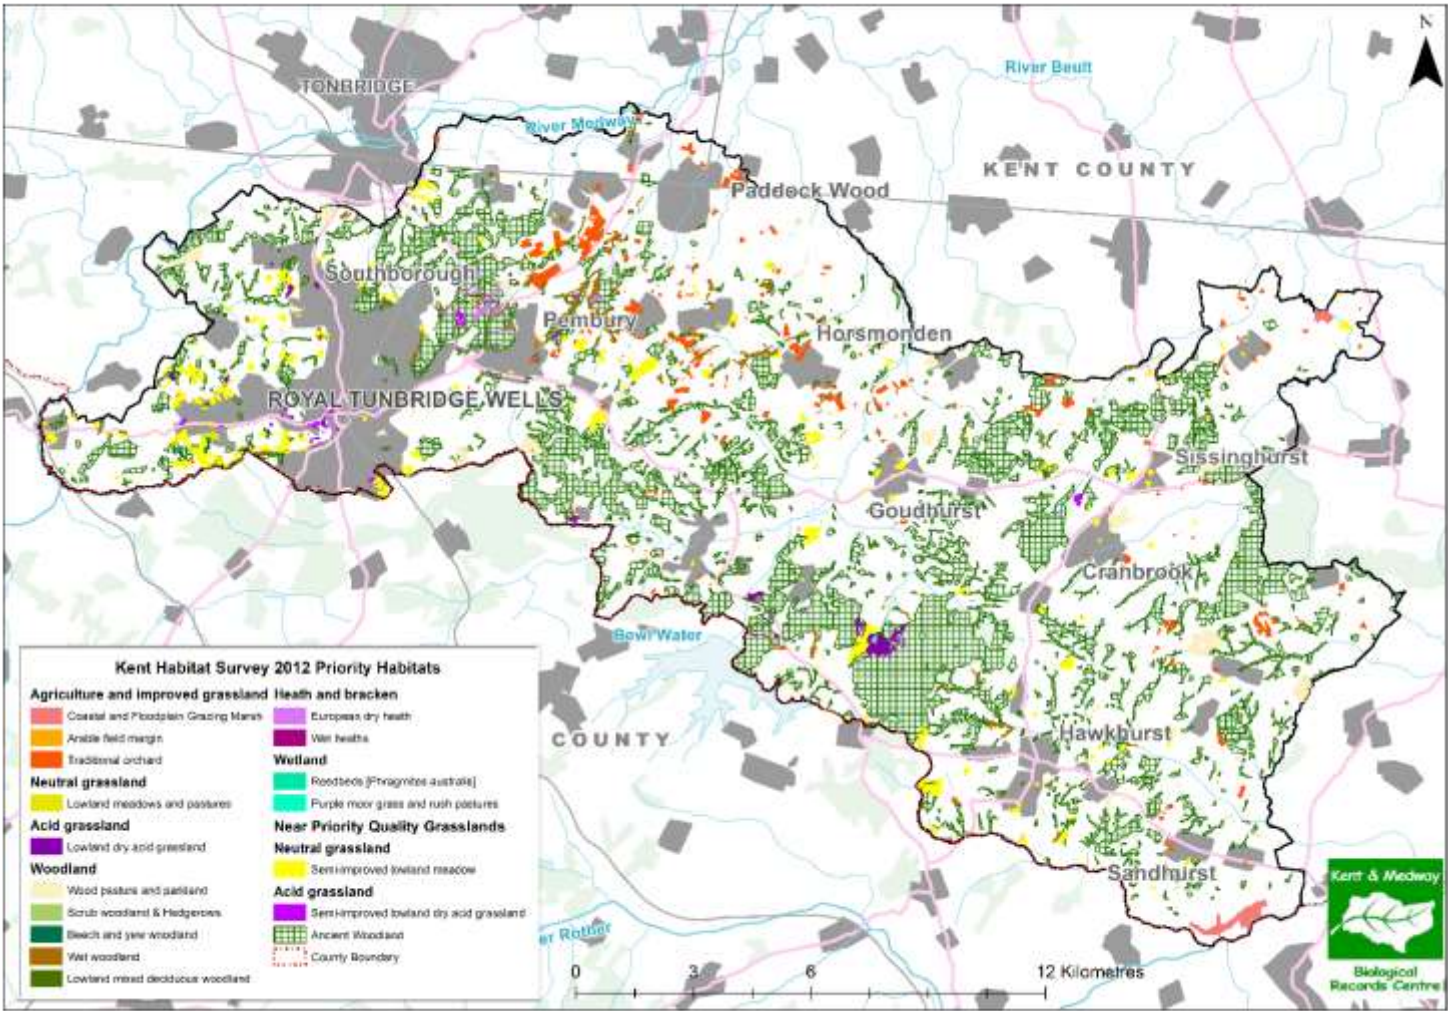 N
TONBRIDGE
River Beult
River Medway
KENT COUNTY
Paddock Wood
Southborough
Pembury
Horsmonden
ROYAL TUNBRIDGE WELLS
Sissinghurst
Goudhurst
Cranbrook
Bewl Water
COUNTY
Hawkhurst
Sandhurst
er Rother
Kent Habitat Survey 2012 Priority Habitats
Agriculture and improved grassland
Coastal and Floodplain Grazing Marsh
Arable field margin
Traditional orchard
Neutral grassland
Lowland meadows and pastures
Acid grassland
Lowland dry acid grassland
Woodland
Wood pasture and parkland
Scrub woodland & Hedgerows
Beech and yew woodland
Wet woodland
Lowland mixed deciduous woodland
Heath and bracken
European dry heath
Wet heaths
Wetland
Reedbeds [Phragmites australis]
Purple moor grass and rush pastures
Near Priority Quality Grasslands
Neutral grassland
Semi-improved lowland meadow
Acid grassland
Semi-improved lowland dry acid grassland
Ancient Woodland
County Boundary
0 3 6 12 Kilometres
Kent & Medway
Biological
Records Centre